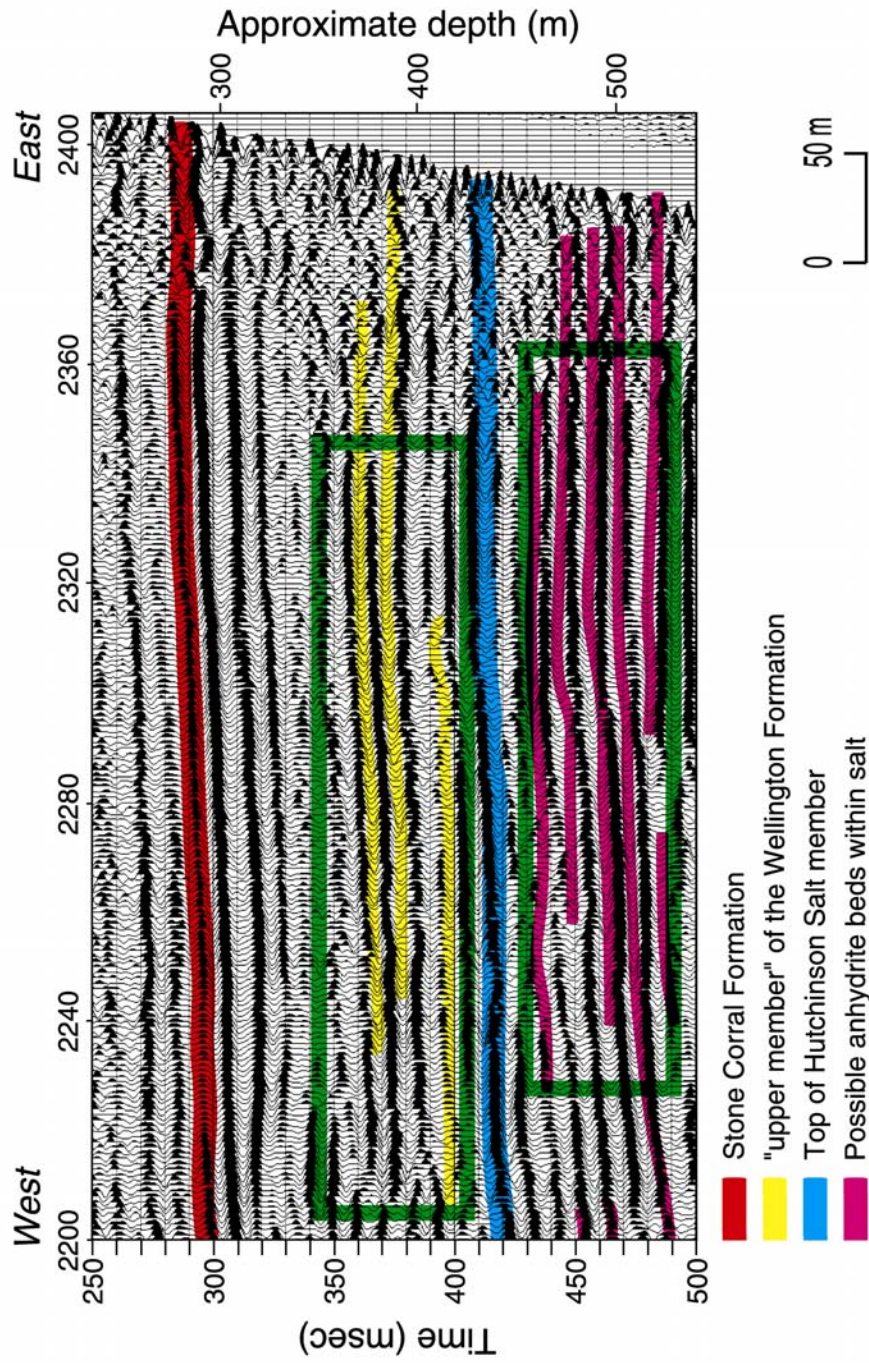 West
East
2200
2240
2280
2320
2360
2400
Time (msec)
250
300
350
400
450
500
Approximate depth (m)
300
400
500
Stone Corral Formation
"upper member" of the Wellington Formation
Top of Hutchinson Salt member
Possible anhydrite beds within salt
0
50 m